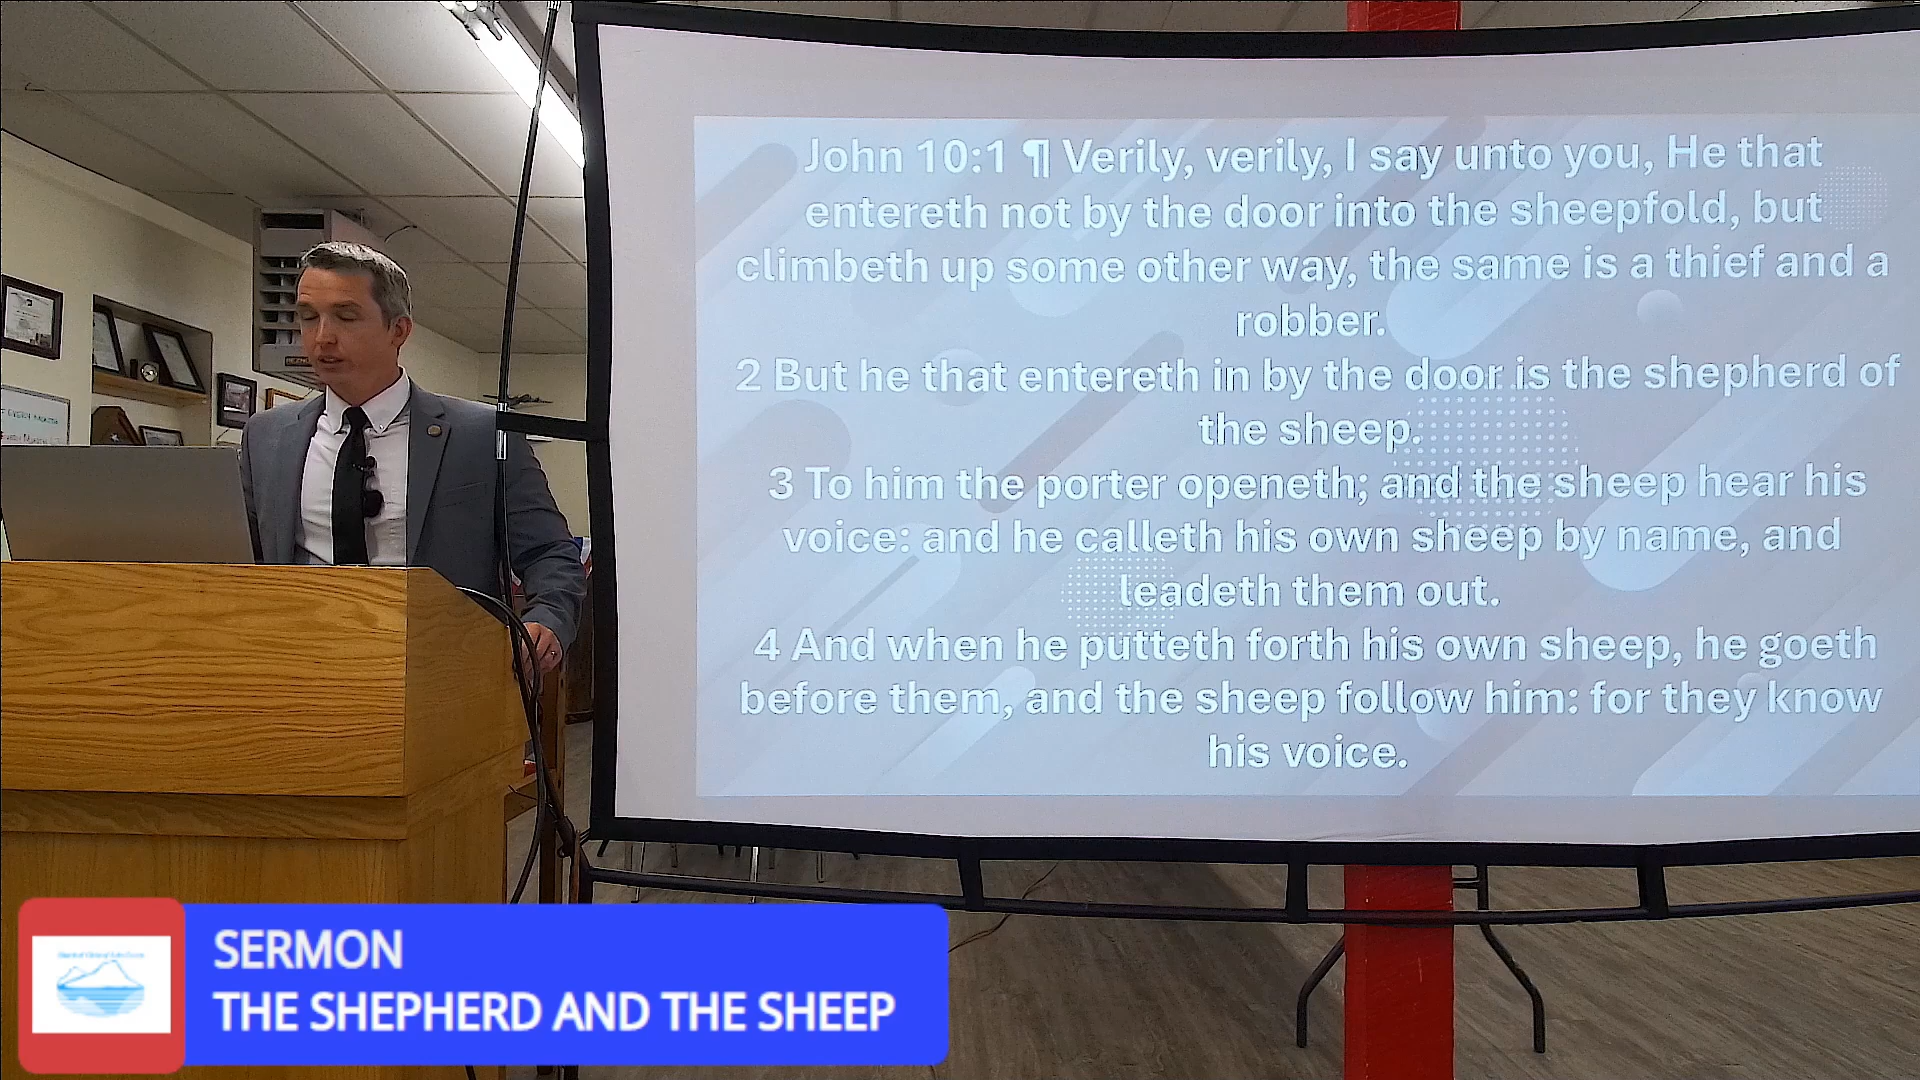 John 10:1 ¶ Verily, verily, I say unto you, He that
entereth not by the door into the sheepfold, but
climbeth up some other way, the same is a thief and a
robber.
2 But he that entereth in by the door is the shepherd of
the sheep.
3 To him the porter openeth; and the sheep hear his
voice: and he calleth his own sheep by name, and
leadeth them out.
4 And when he putteth forth his own sheep, he goeth
before them, and the sheep follow him: for they know
his voice.
SERMON
THE SHEPHERD AND THE SHEEP